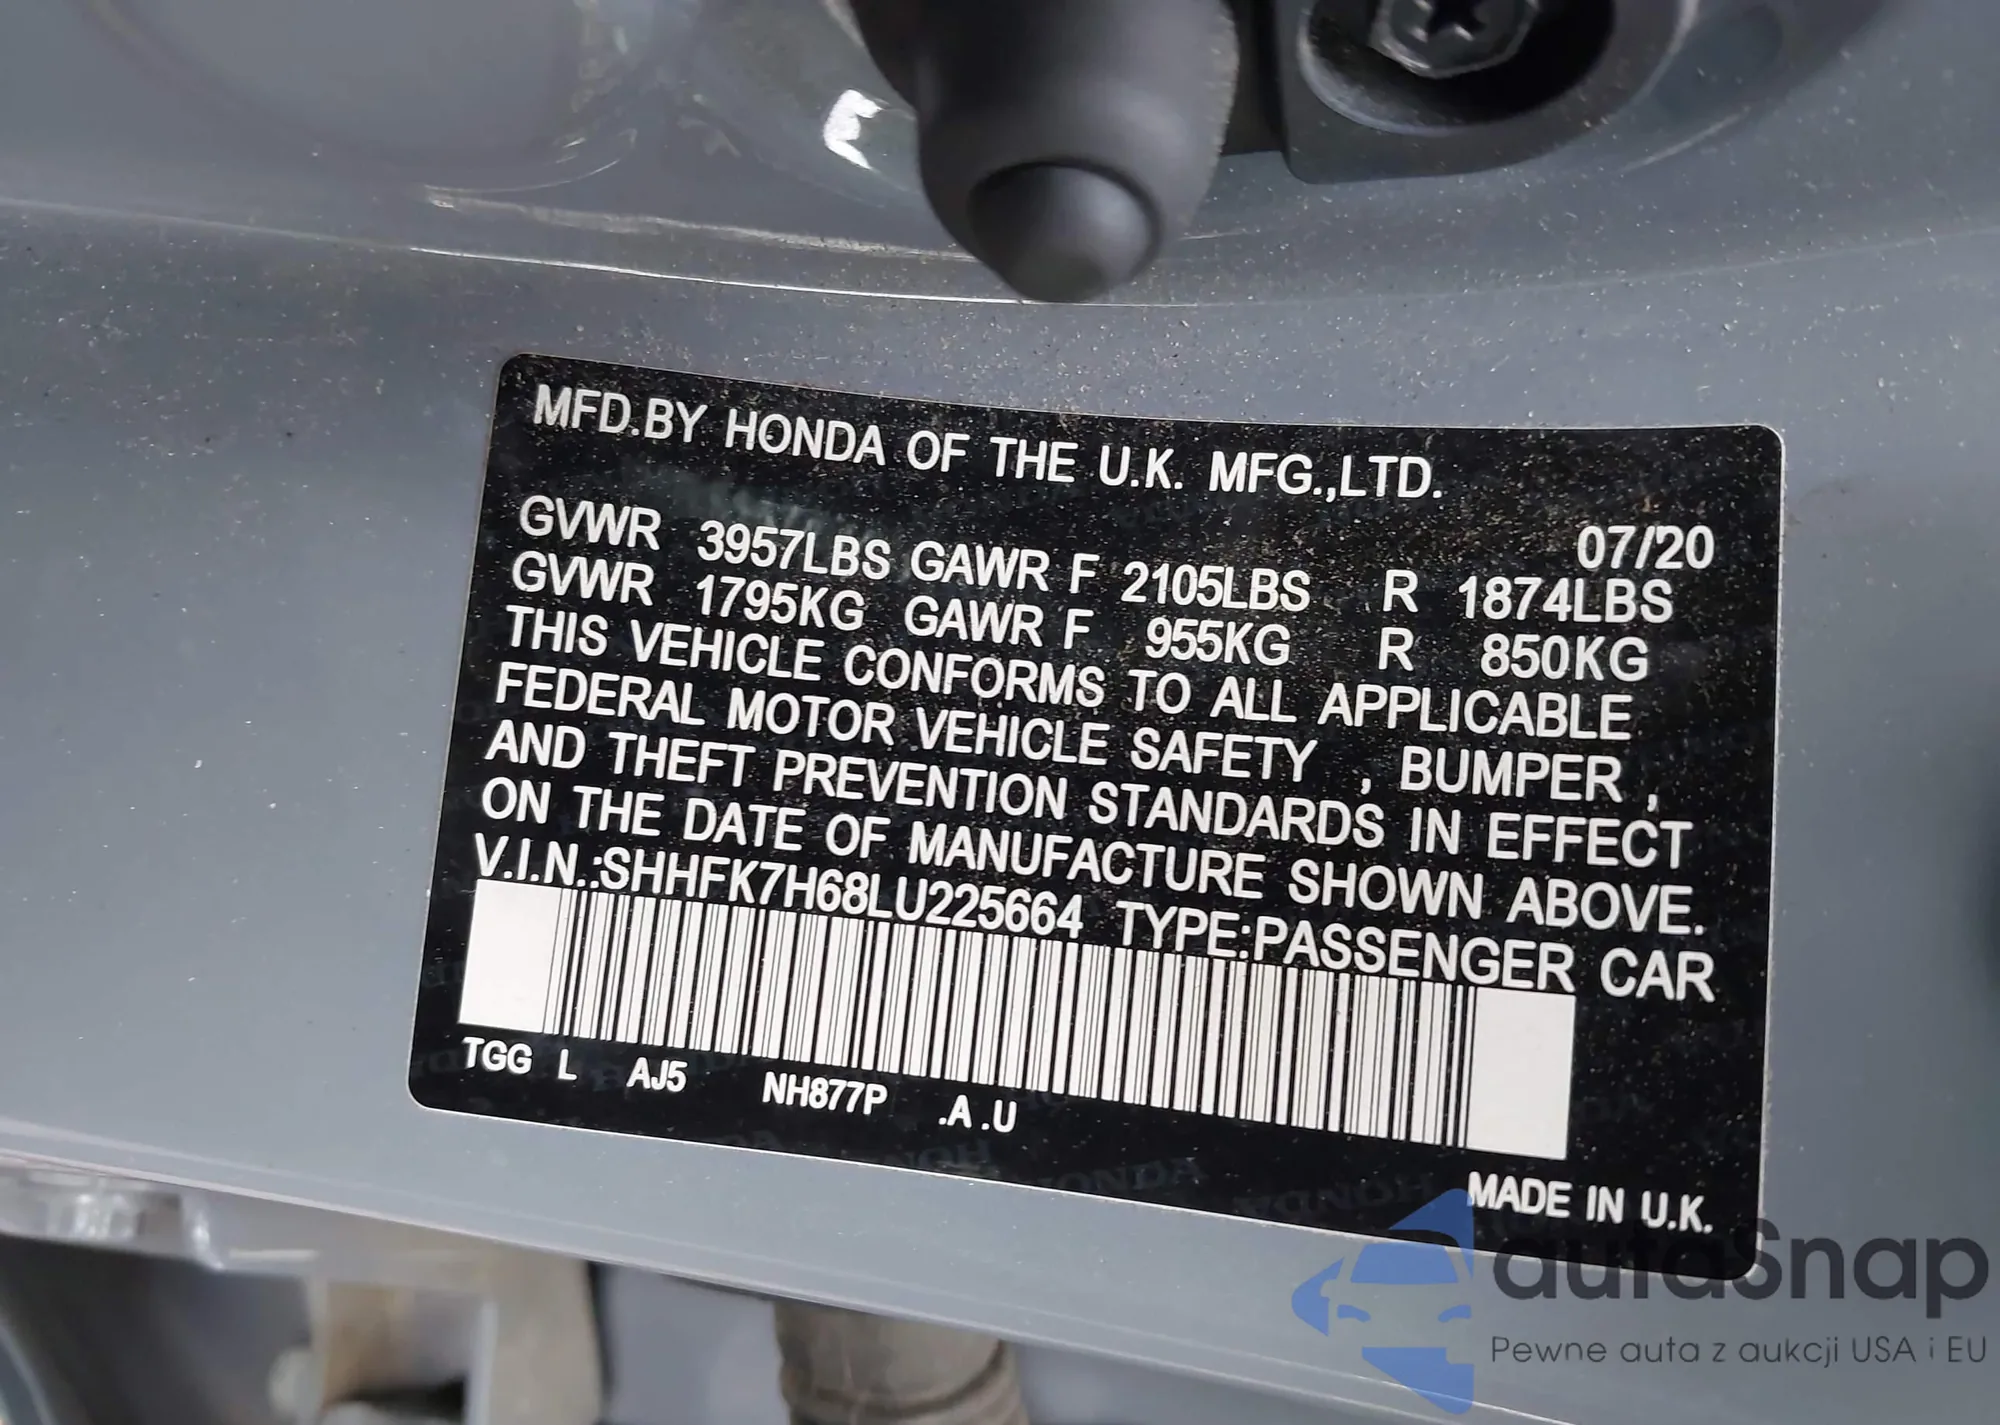 MFD.BY HONDA OF THE U.K. MFG.,LTD.
07/20
GVWR 3957LBS GAWR F 2105LBS R 1874LBS
GVWR 1795KG GAWR F 955KG R 850KG
THIS VEHICLE CONFORMS TO ALL APPLICABLE
FEDERAL MOTOR VEHICLE SAFETY , BUMPER ,
AND THEFT PREVENTION STANDARDS IN EFFECT
ON THE DATE OF MANUFACTURE SHOWN ABOVE.
V.I.N.:SHHFK7H68LU225664 TYPE:PASSENGER CAR
TGG L AJ5 NH877P .A .U
MADE IN U.K.
autoSnap
Pewne auta z aukcji USA i EU